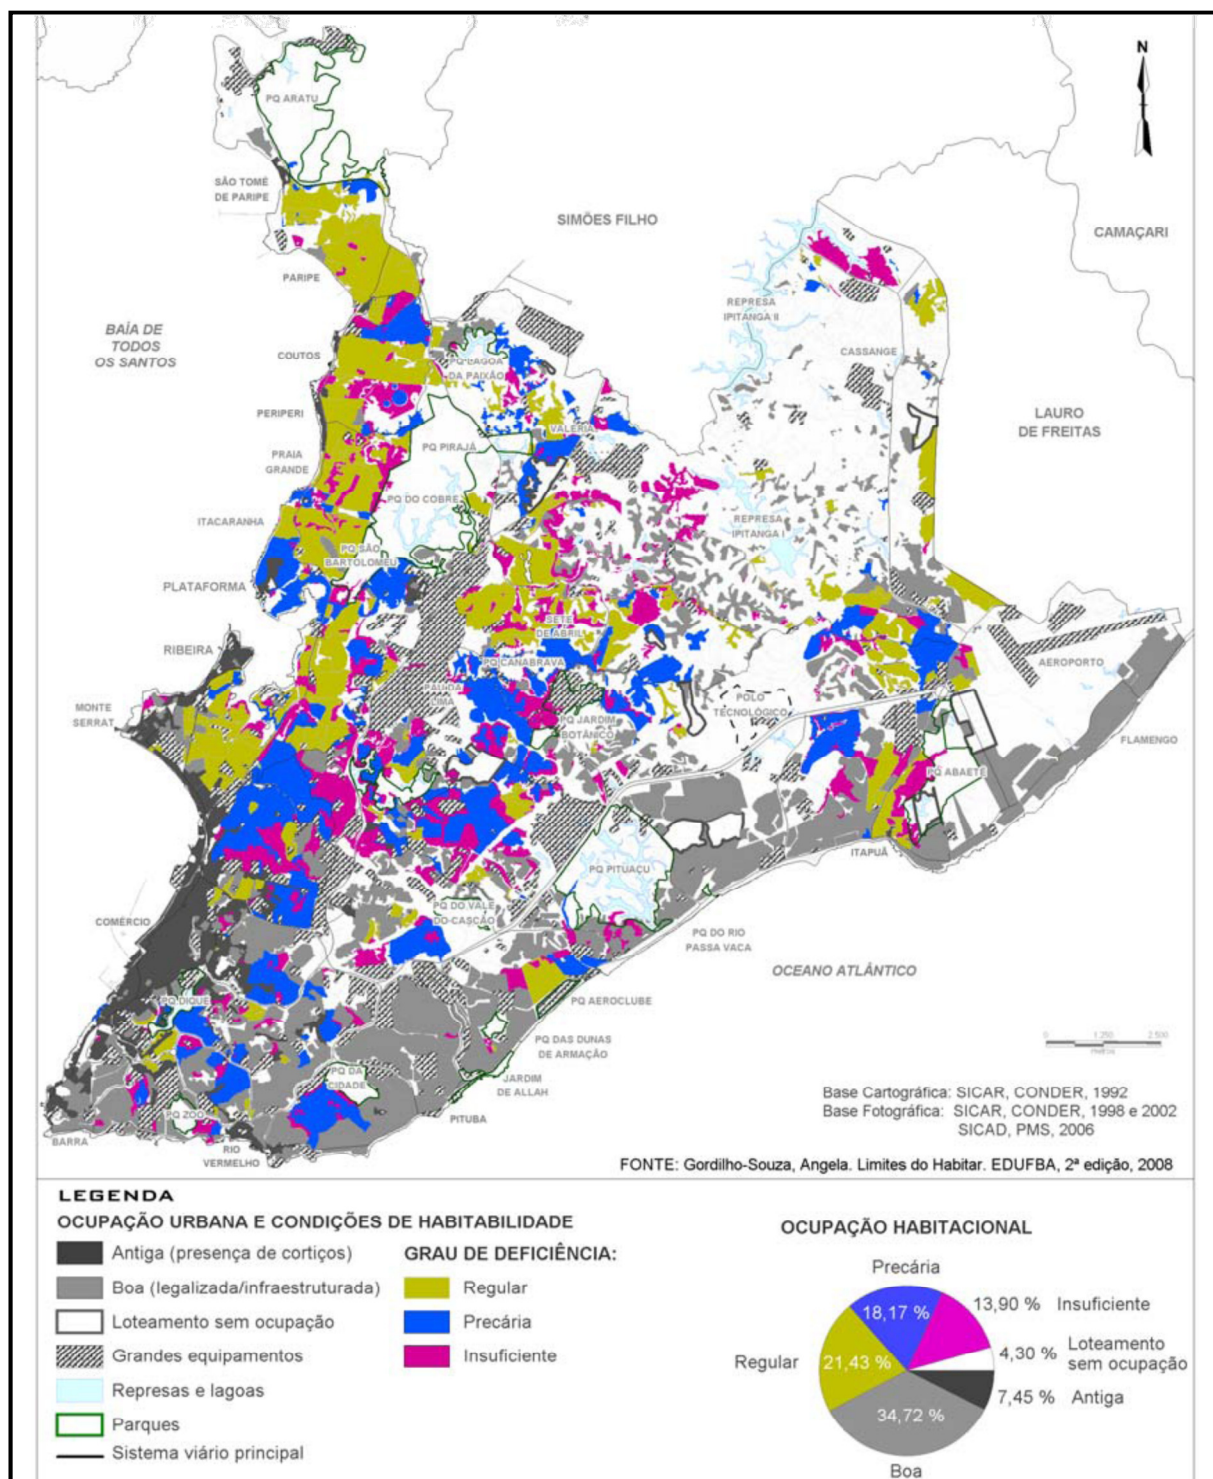 N
PQ ARATU
SÃO TOMÉ
DE PARIPE
SIMÕES FILHO
CAMAÇARI
PARIPE
REPRESA
IPITANGA II
BAÍA DE
TODOS
OS SANTOS
COUTOS
CASSANGE
PQ LAGOA
DA PAIXÃO
PERIPERI
LAURO
DE FREITAS
VALÉRIA
PQ PIRAJÁ
PRAIA
GRANDE
PQ DO COBRE
ITACARANHA
REPRESA
IPITANGA I
PQ SÃO
BARTOLOMEU
PLATAFORMA
SETE
DE ABRIL
RIBEIRA
PQ CANABRAVA
AEROPORTO
PAU DA
LIMA
POLO
TECNOLÓGICO
MONTE
SERRAT
PQ JARDIM
BOTÂNICO
FLAMENGO
PQ ABAETÉ
ITAPUÃ
PQ PITUAÇU
PQ DO VALE
DO CASCÃO
COMÉRCIO
PQ DO RIO
PASSA VACA
OCEANO ATLÂNTICO
PQ DIQUE
PQ AEROCLUBE
PQ DAS DUNAS
DE ARMAÇÃO
0 1.250 2.500
METROS
PQ DA
CIDADE
JARDIM
DE ALLAH
PQ ZOO
PITUBA
BARRA
RIO
VERMELHO
Base Cartográfica: SICAR, CONDER, 1992
Base Fotográfica: SICAR, CONDER, 1998 e 2002
SICAD, PMS, 2006
FONTE: Gordilho-Souza, Angela. Limites do Habitar. EDUFBA, 2ª edição, 2008
LEGENDA
OCUPAÇÃO URBANA E CONDIÇÕES DE HABITABILIDADE
Antiga (presença de cortiços)
Boa (legalizada/infraestruturada)
Loteamento sem ocupação
Grandes equipamentos
Represas e lagoas
Parques
Sistema viário principal
GRAU DE DEFICIÊNCIA:
Regular
Precária
Insuficiente
OCUPAÇÃO HABITACIONAL
Precária
18,17 %
13,90 % Insuficiente
Regular
21,43 %
4,30 % Loteamento
sem ocupação
7,45 % Antiga
34,72 %
Boa